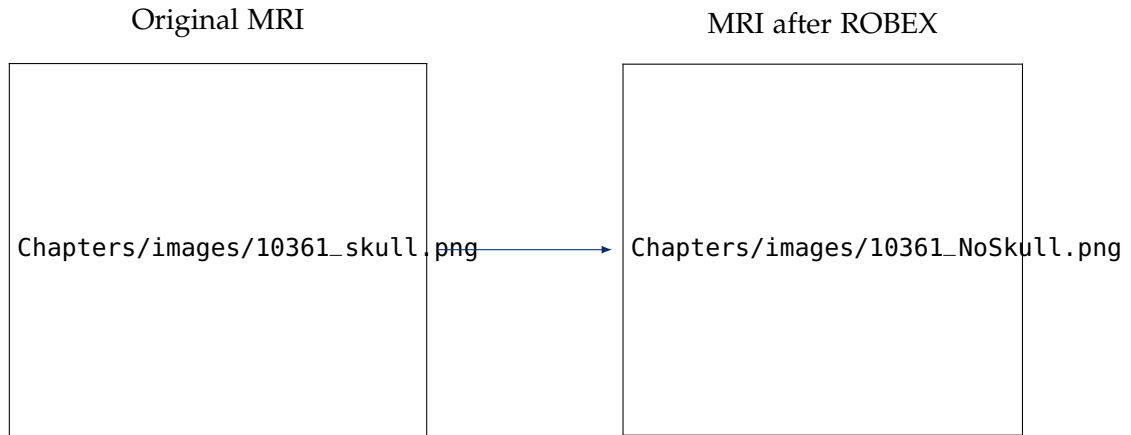 Original MRI
MRI after ROBEX
Chapters/images/10361_skull.png
Chapters/images/10361_NoSkull.png